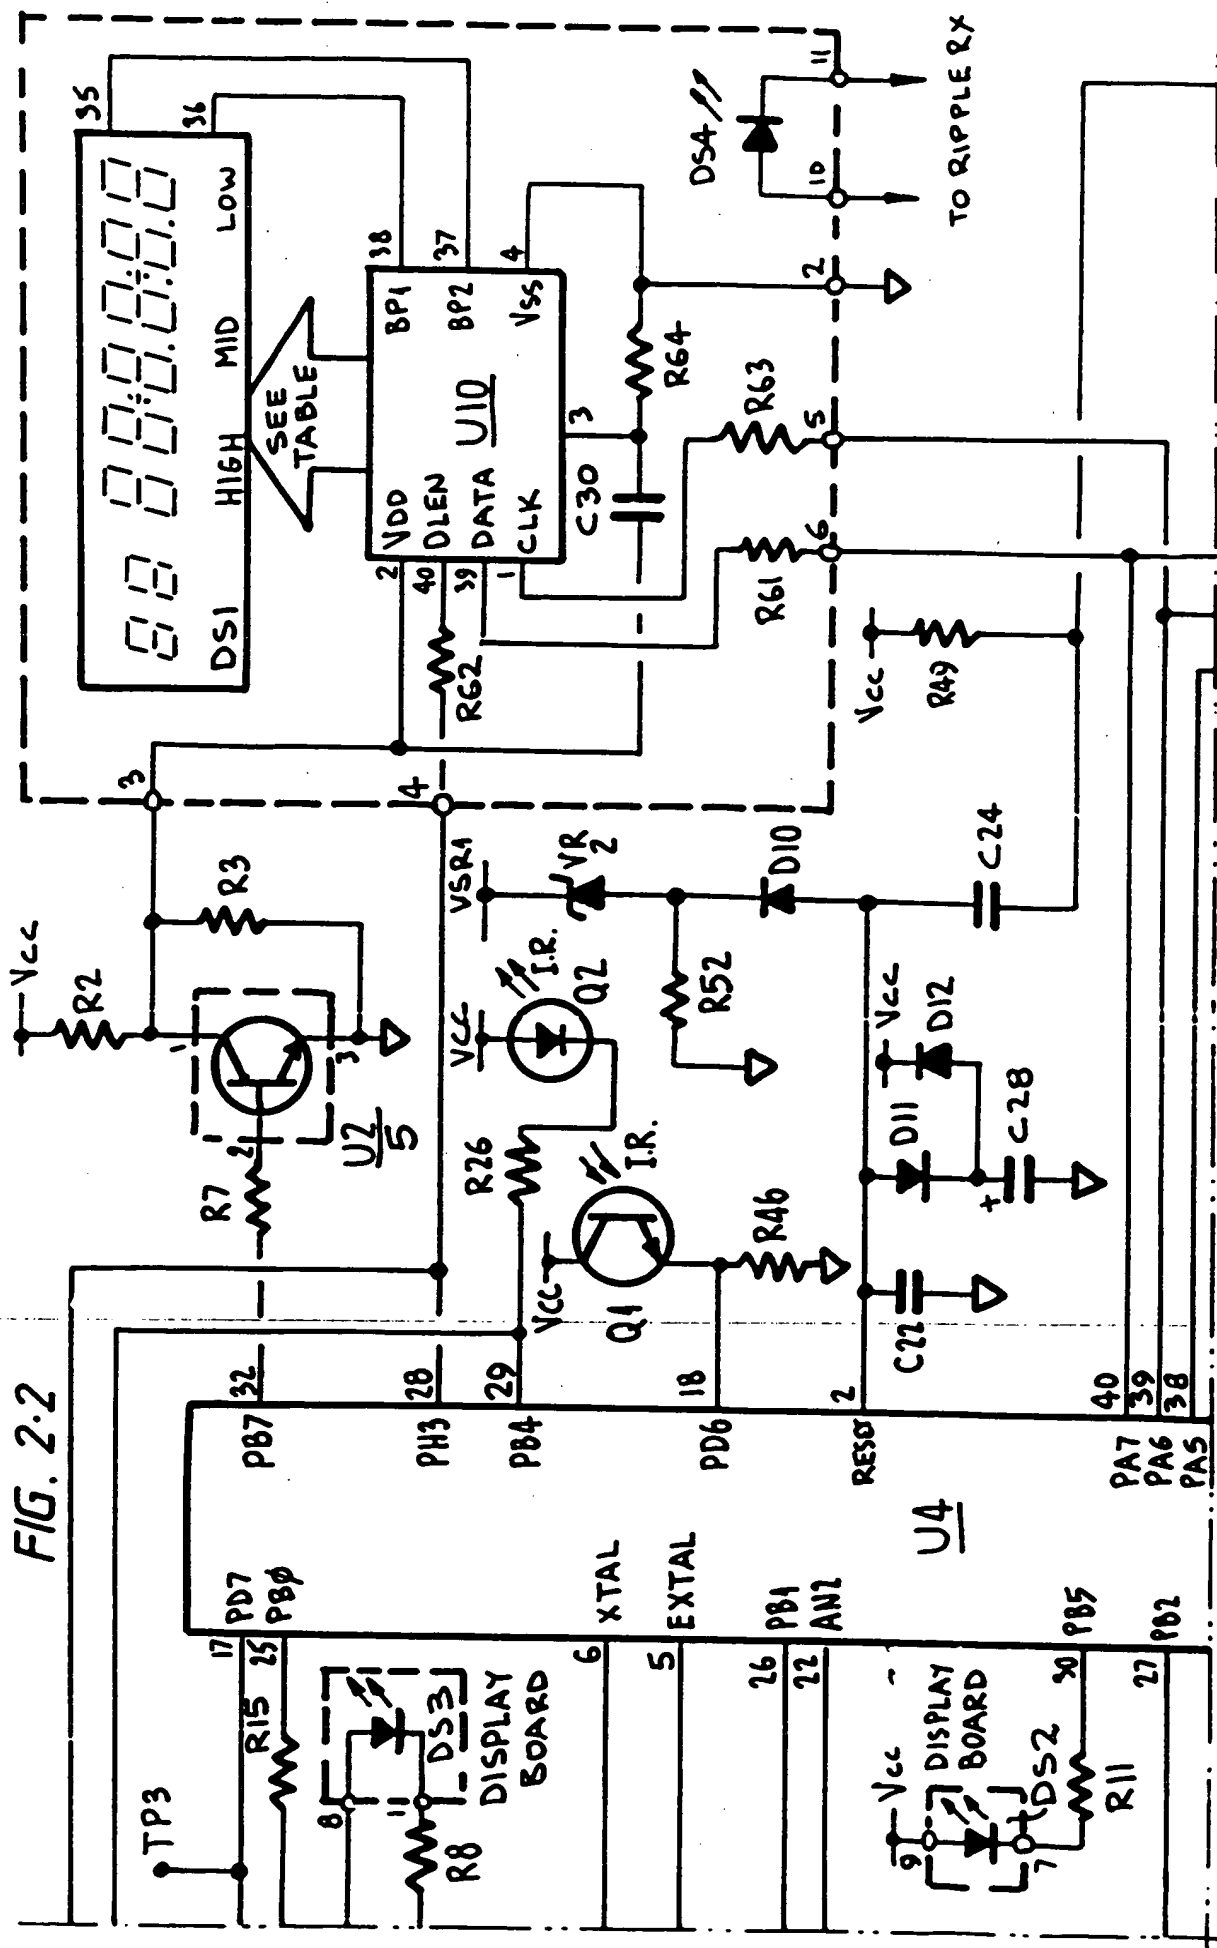 FIG. 2.2
DS1
HIGH
MID
LOW
35
36
SEE
TABLE
38
37
4
BP1
BP2
VSS
VDD
DLEN
DATA
CLK
U10
2
40
39
1
3
R62
C30
R64
R63
R61
3
4
6
5
2
10
11
DS4
TO RIPPLE RX
Vcc
R2
R3
1
2
3
U2
5
R7
VSR1
VR
2
VCC
I.R.
Q2
R26
R52
D10
C24
Vcc
R49
VCC
Q1
I.R.
R46
Vcc
D12
D11
C28
+
C22
PB7
32
PH3
28
PB4
29
PD6
18
RESØ
2
PA7
40
PA6
39
PA5
38
U4
PD7
17
PBØ
25
XTAL
6
EXTAL
5
PB1
26
AN2
22
PB5
30
PB2
27
TP3
R15
8
11
DS3
DISPLAY
BOARD
R8
Vcc
DISPLAY
BOARD
9
7
DS2
R11